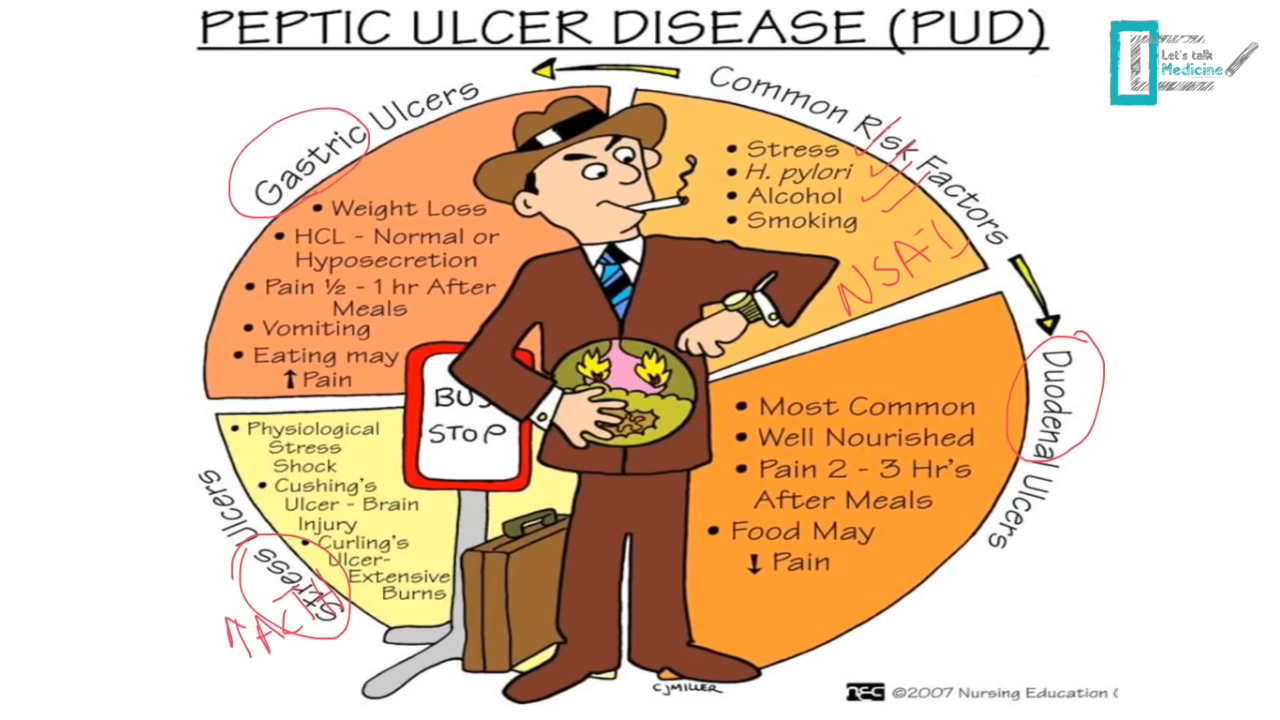 PEPTIC ULCER DISEASE (PUD)
Let's talk
Medicine
Gastric Ulcers
• Weight Loss
• HCL - Normal or
Hyposecretion
• Pain ½ - 1 hr After
Meals
• Vomiting
• Eating may
↑ Pain
Common Risk Factors
• Stress
• H. pylori
• Alcohol
• Smoking
NSAI
Duodenal Ulcers
• Most Common
• Well Nourished
• Pain 2 - 3 Hr's
After Meals
• Food May
↓ Pain
Stress Ulcers
• Physiological
Stress
Shock
• Cushing's
Ulcer - Brain
Injury
• Curling's
Ulcer-
Extensive
Burns
↑ACTH
BUS
STOP
CJMILLER
NEC ©2007 Nursing Education